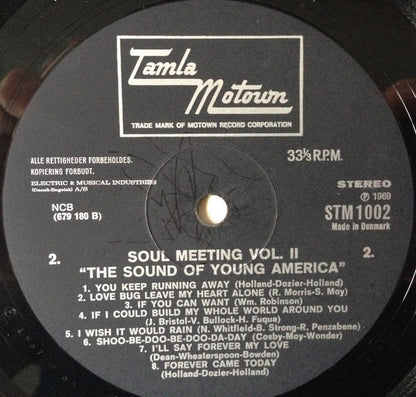 Tamla
Motown
TRADE MARK OF MOTOWN RECORD CORPORATION
ALLE RETTIGHEDER FORBEHOLDES.
KOPIERING FORBUDT.
ELECTRIC & MUSICAL INDUSTRIES
(Dansk-Engelsk) A/S
NCB
(679 180 B)
33⅓ R.P.M.
STEREO
Ⓟ 1969
STM 1002
Made in Denmark
2.
SOUL MEETING VOL. II
2.
"THE SOUND OF YOUNG AMERICA"
1. YOU KEEP RUNNING AWAY (Holland-Dozier-Holland)
2. LOVE BUG LEAVE MY HEART ALONE (R. Morris-S. Moy)
3. IF YOU CAN WANT (Wm. Robinson)
4. IF I COULD BUILD MY WHOLE WORLD AROUND YOU
(J. Bristol-V. Bullock-H. Fuqua)
5. I WISH IT WOULD RAIN (N. Whitfield-B. Strong-R. Penzabene)
6. SHOO-BE-DOO-BE-DOO-DA-DAY (Cosby-Moy-Wonder)
7. I'LL SAY FOREVER MY LOVE
(Dean-Wheaterspoon-Bowden)
8. FOREVER CAME TODAY
(Holland-Dozier-Holland)